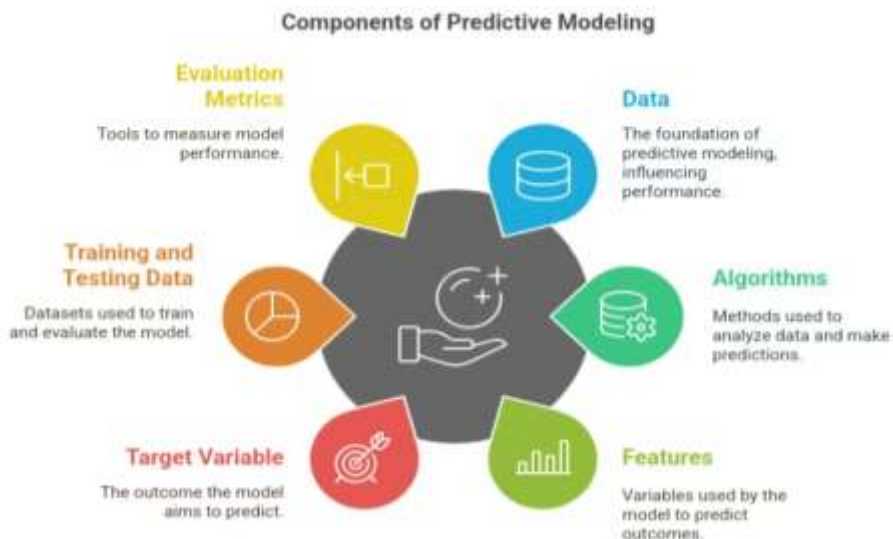 Components of Predictive Modeling
Evaluation
Metrics
Tools to measure model
performance.
Data
The foundation of
predictive modeling,
influencing
performance.
Training and
Testing Data
Datasets used to train
and evaluate the model.
Algorithms
Methods used to
analyze data and make
predictions.
Target Variable
The outcome the model
aims to predict.
Features
Variables used by the
model to predict
outcomes.